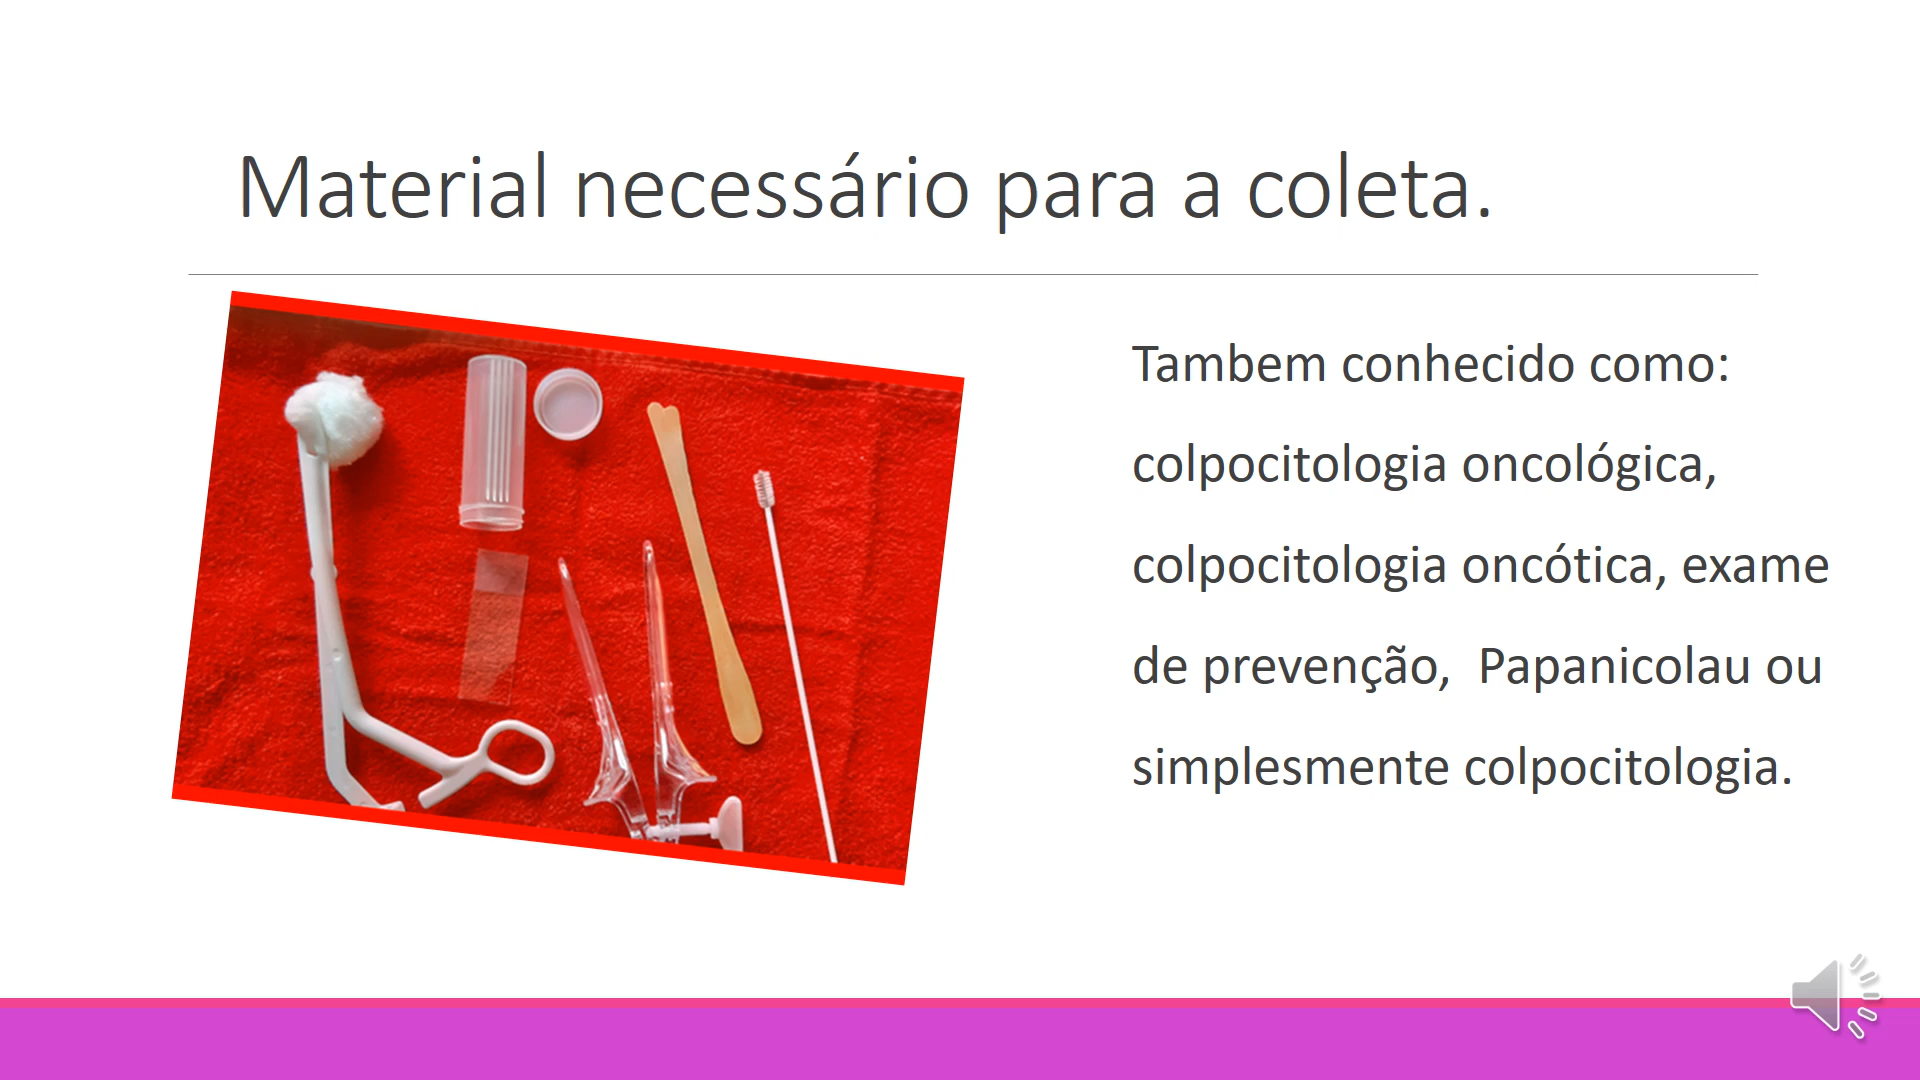 Material necessário para a coleta.
Tambem conhecido como:
colpocitologia oncológica,
colpocitologia oncótica, exame
de prevenção,  Papanicolau ou
simplesmente colpocitologia.